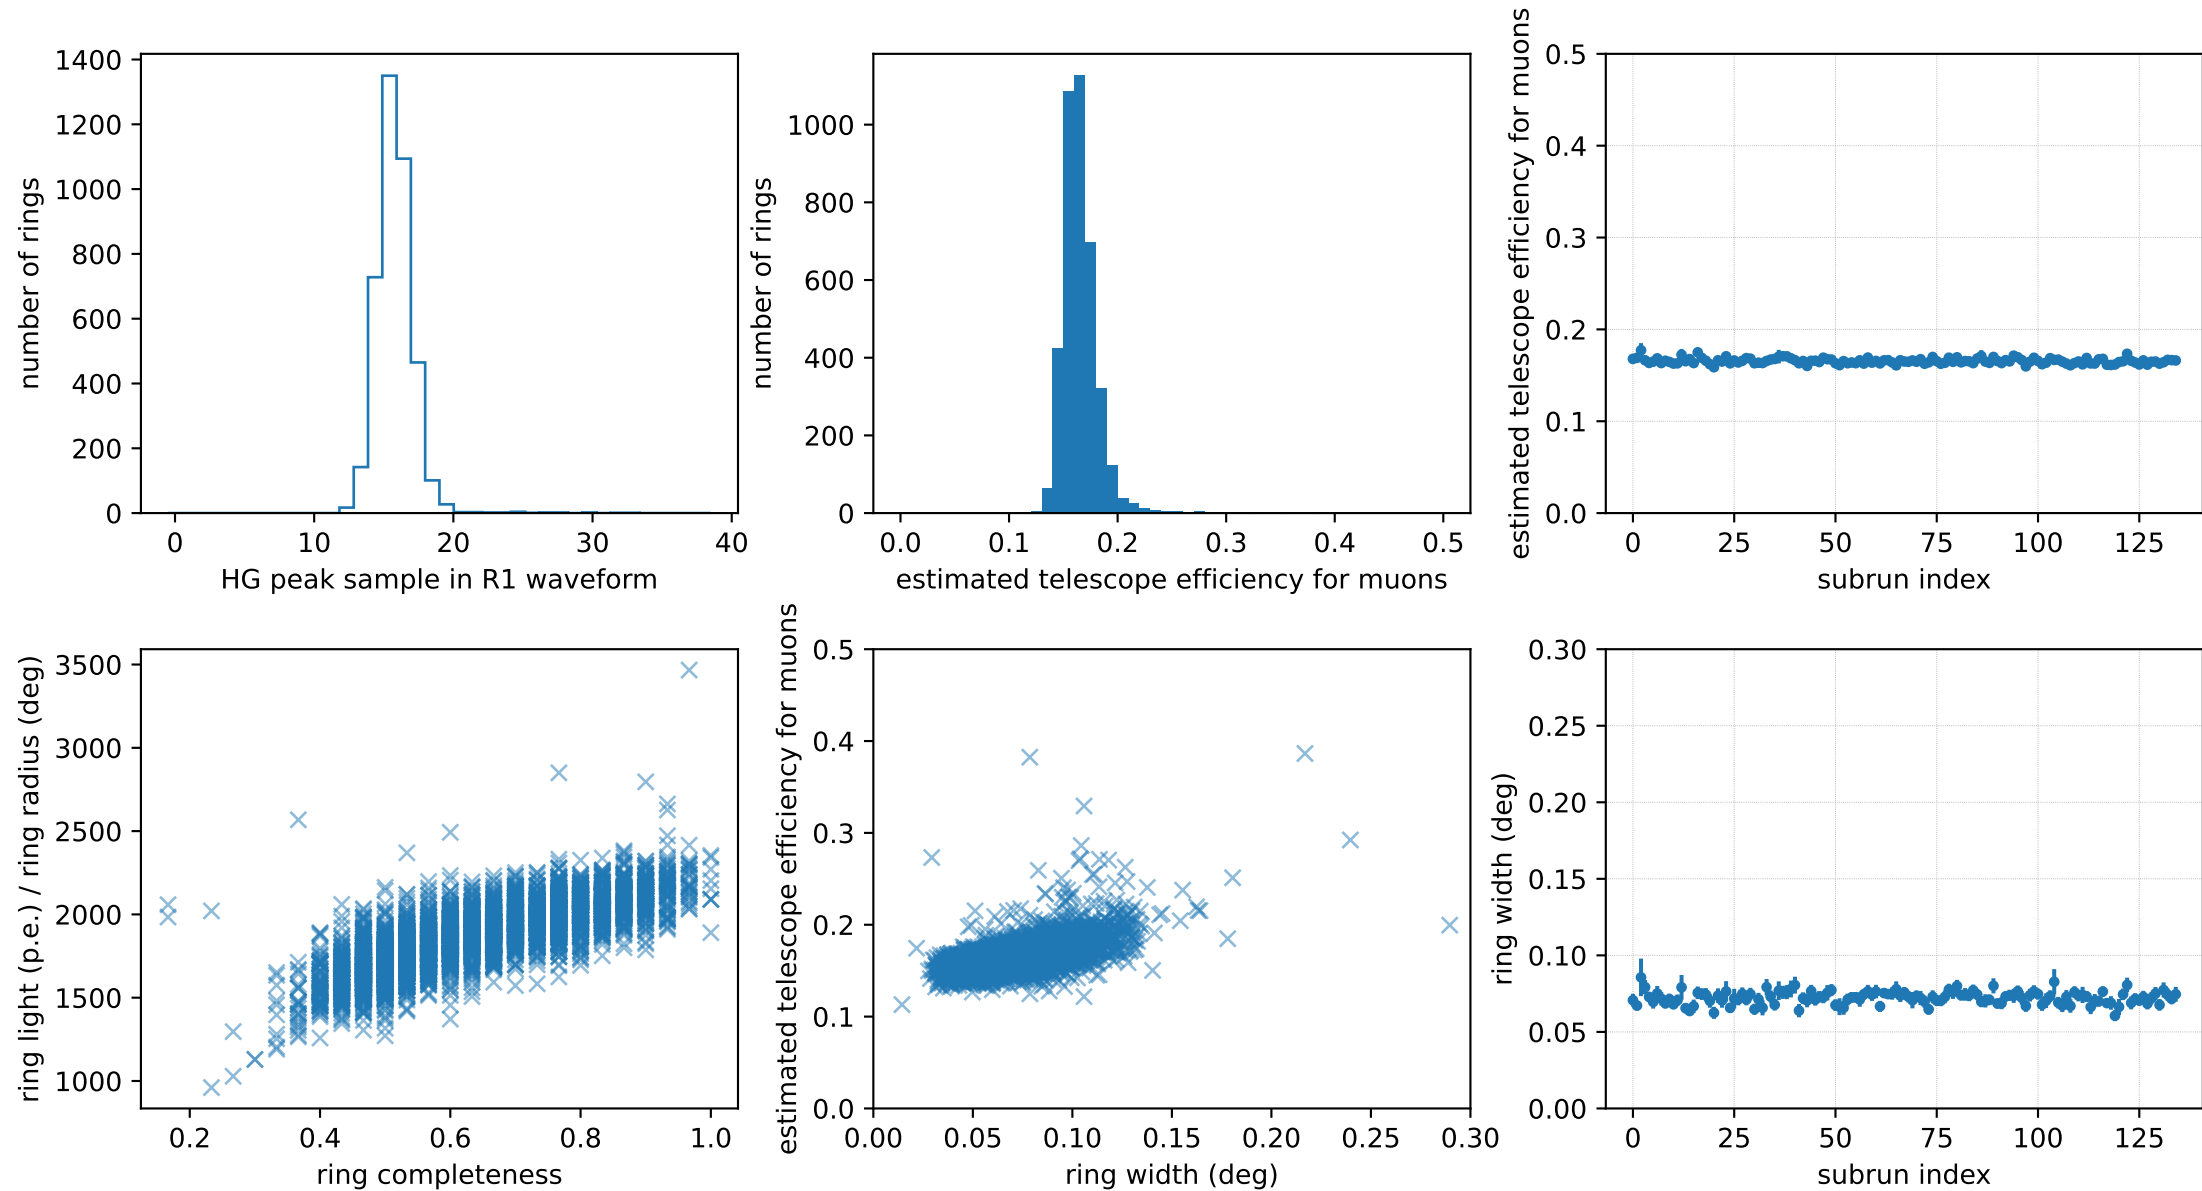 number of rings
1400
1200
1000
800
600
400
200
0
0 10 20 30 40
HG peak sample in R1 waveform
number of rings
1000
800
600
400
200
0
0.0 0.1 0.2 0.3 0.4 0.5
estimated telescope efficiency for muons
estimated telescope efficiency for muons
0.5
0.4
0.3
0.2
0.1
0.0
0 25 50 75 100 125
subrun index
ring light (p.e.) / ring radius (deg)
3500
3000
2500
2000
1500
1000
0.2 0.4 0.6 0.8 1.0
ring completeness
estimated telescope efficiency for muons
0.5
0.4
0.3
0.2
0.1
0.0
0.00 0.05 0.10 0.15 0.20 0.25 0.30
ring width (deg)
ring width (deg)
0.30
0.25
0.20
0.15
0.10
0.05
0.00
0 25 50 75 100 125
subrun index